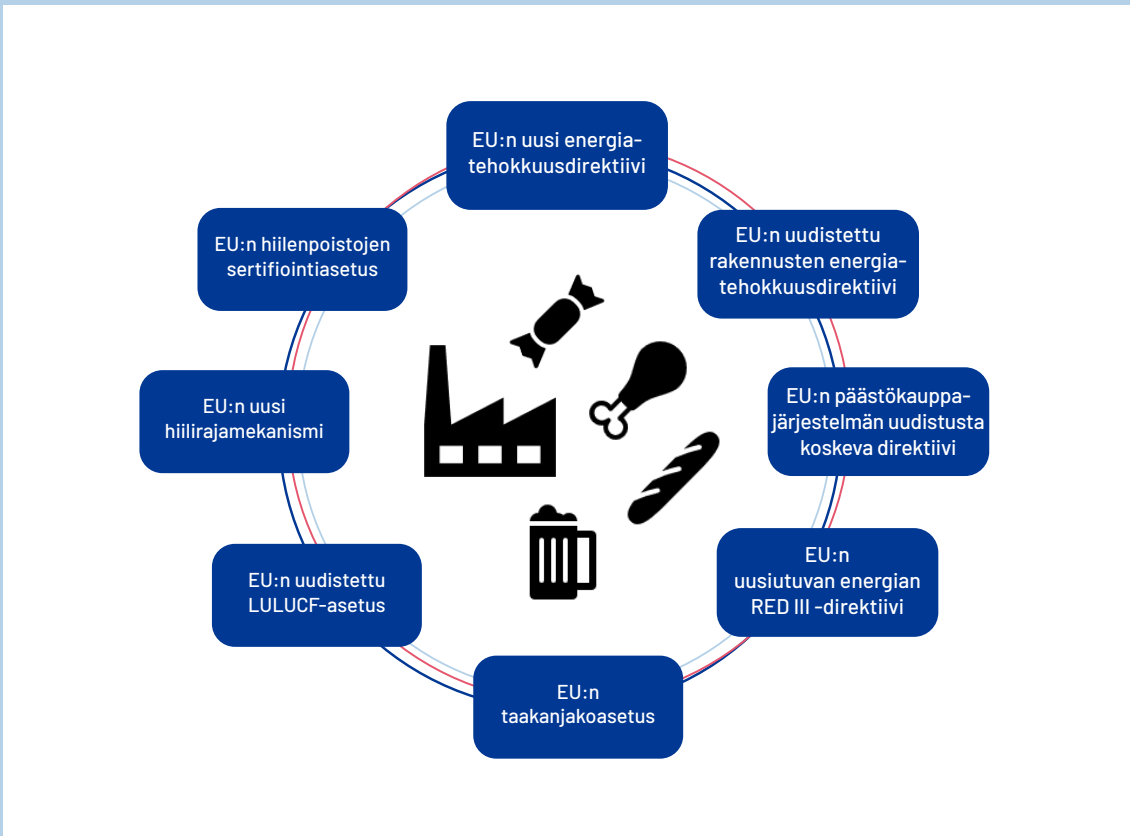 EU:n uusi energia-
tehokkuusdirektiivi
EU:n uudistettu
rakennusten energia-
tehokkuusdirektiivi
EU:n päästökauppa-
järjestelmän uudistusta
koskeva direktiivi
EU:n
uusiutuvan energian
RED III -direktiivi
EU:n
taakanjakoasetus
EU:n uudistettu
LULUCF-asetus
EU:n uusi
hiilirajamekanismi
EU:n hiilenpoistojen
sertifiointiasetus